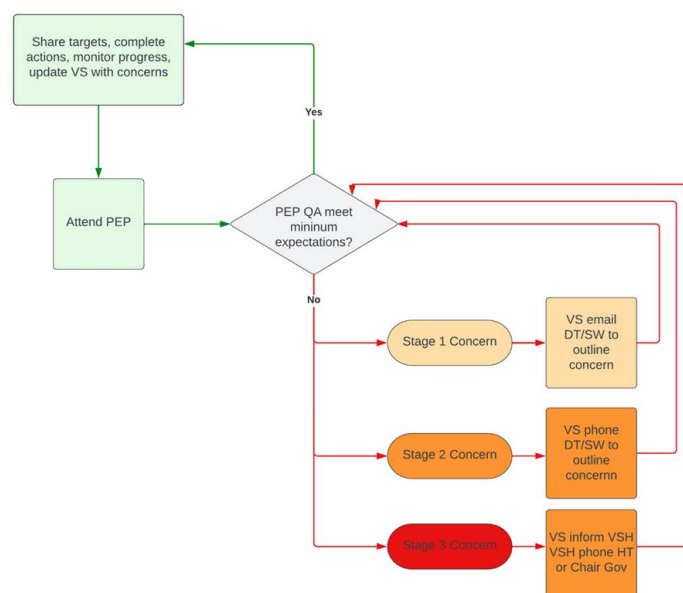 Share targets, complete
actions, monitor progress,
update VS with concerns
Yes
Attend PEP
PEP QA meet
mininum
expectations?
No
Stage 1 Concern
VS email
DT/SW to
outline
concern
Stage 2 Concern
VS phone
DT/SW to
outline
concernn
Stage 3 Concern
VS inform VSH
VSH phone HT
or Chair Gov